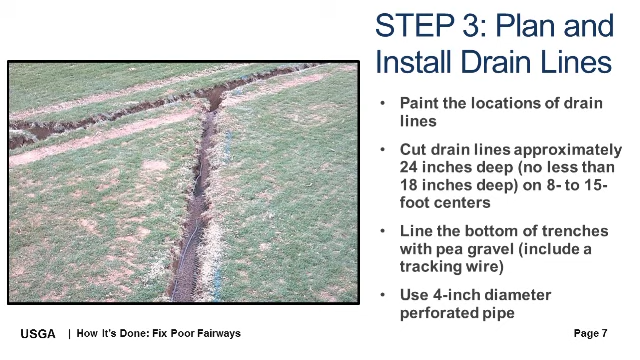 STEP 3: Plan and
Install Drain Lines
• Paint the locations of drain
lines
• Cut drain lines approximately
24 inches deep (no less than
18 inches deep) on 8- to 15-
foot centers
• Line the bottom of trenches
with pea gravel (include a
tracking wire)
• Use 4-inch diameter
perforated pipe
USGA | How It's Done: Fix Poor Fairways
Page 7